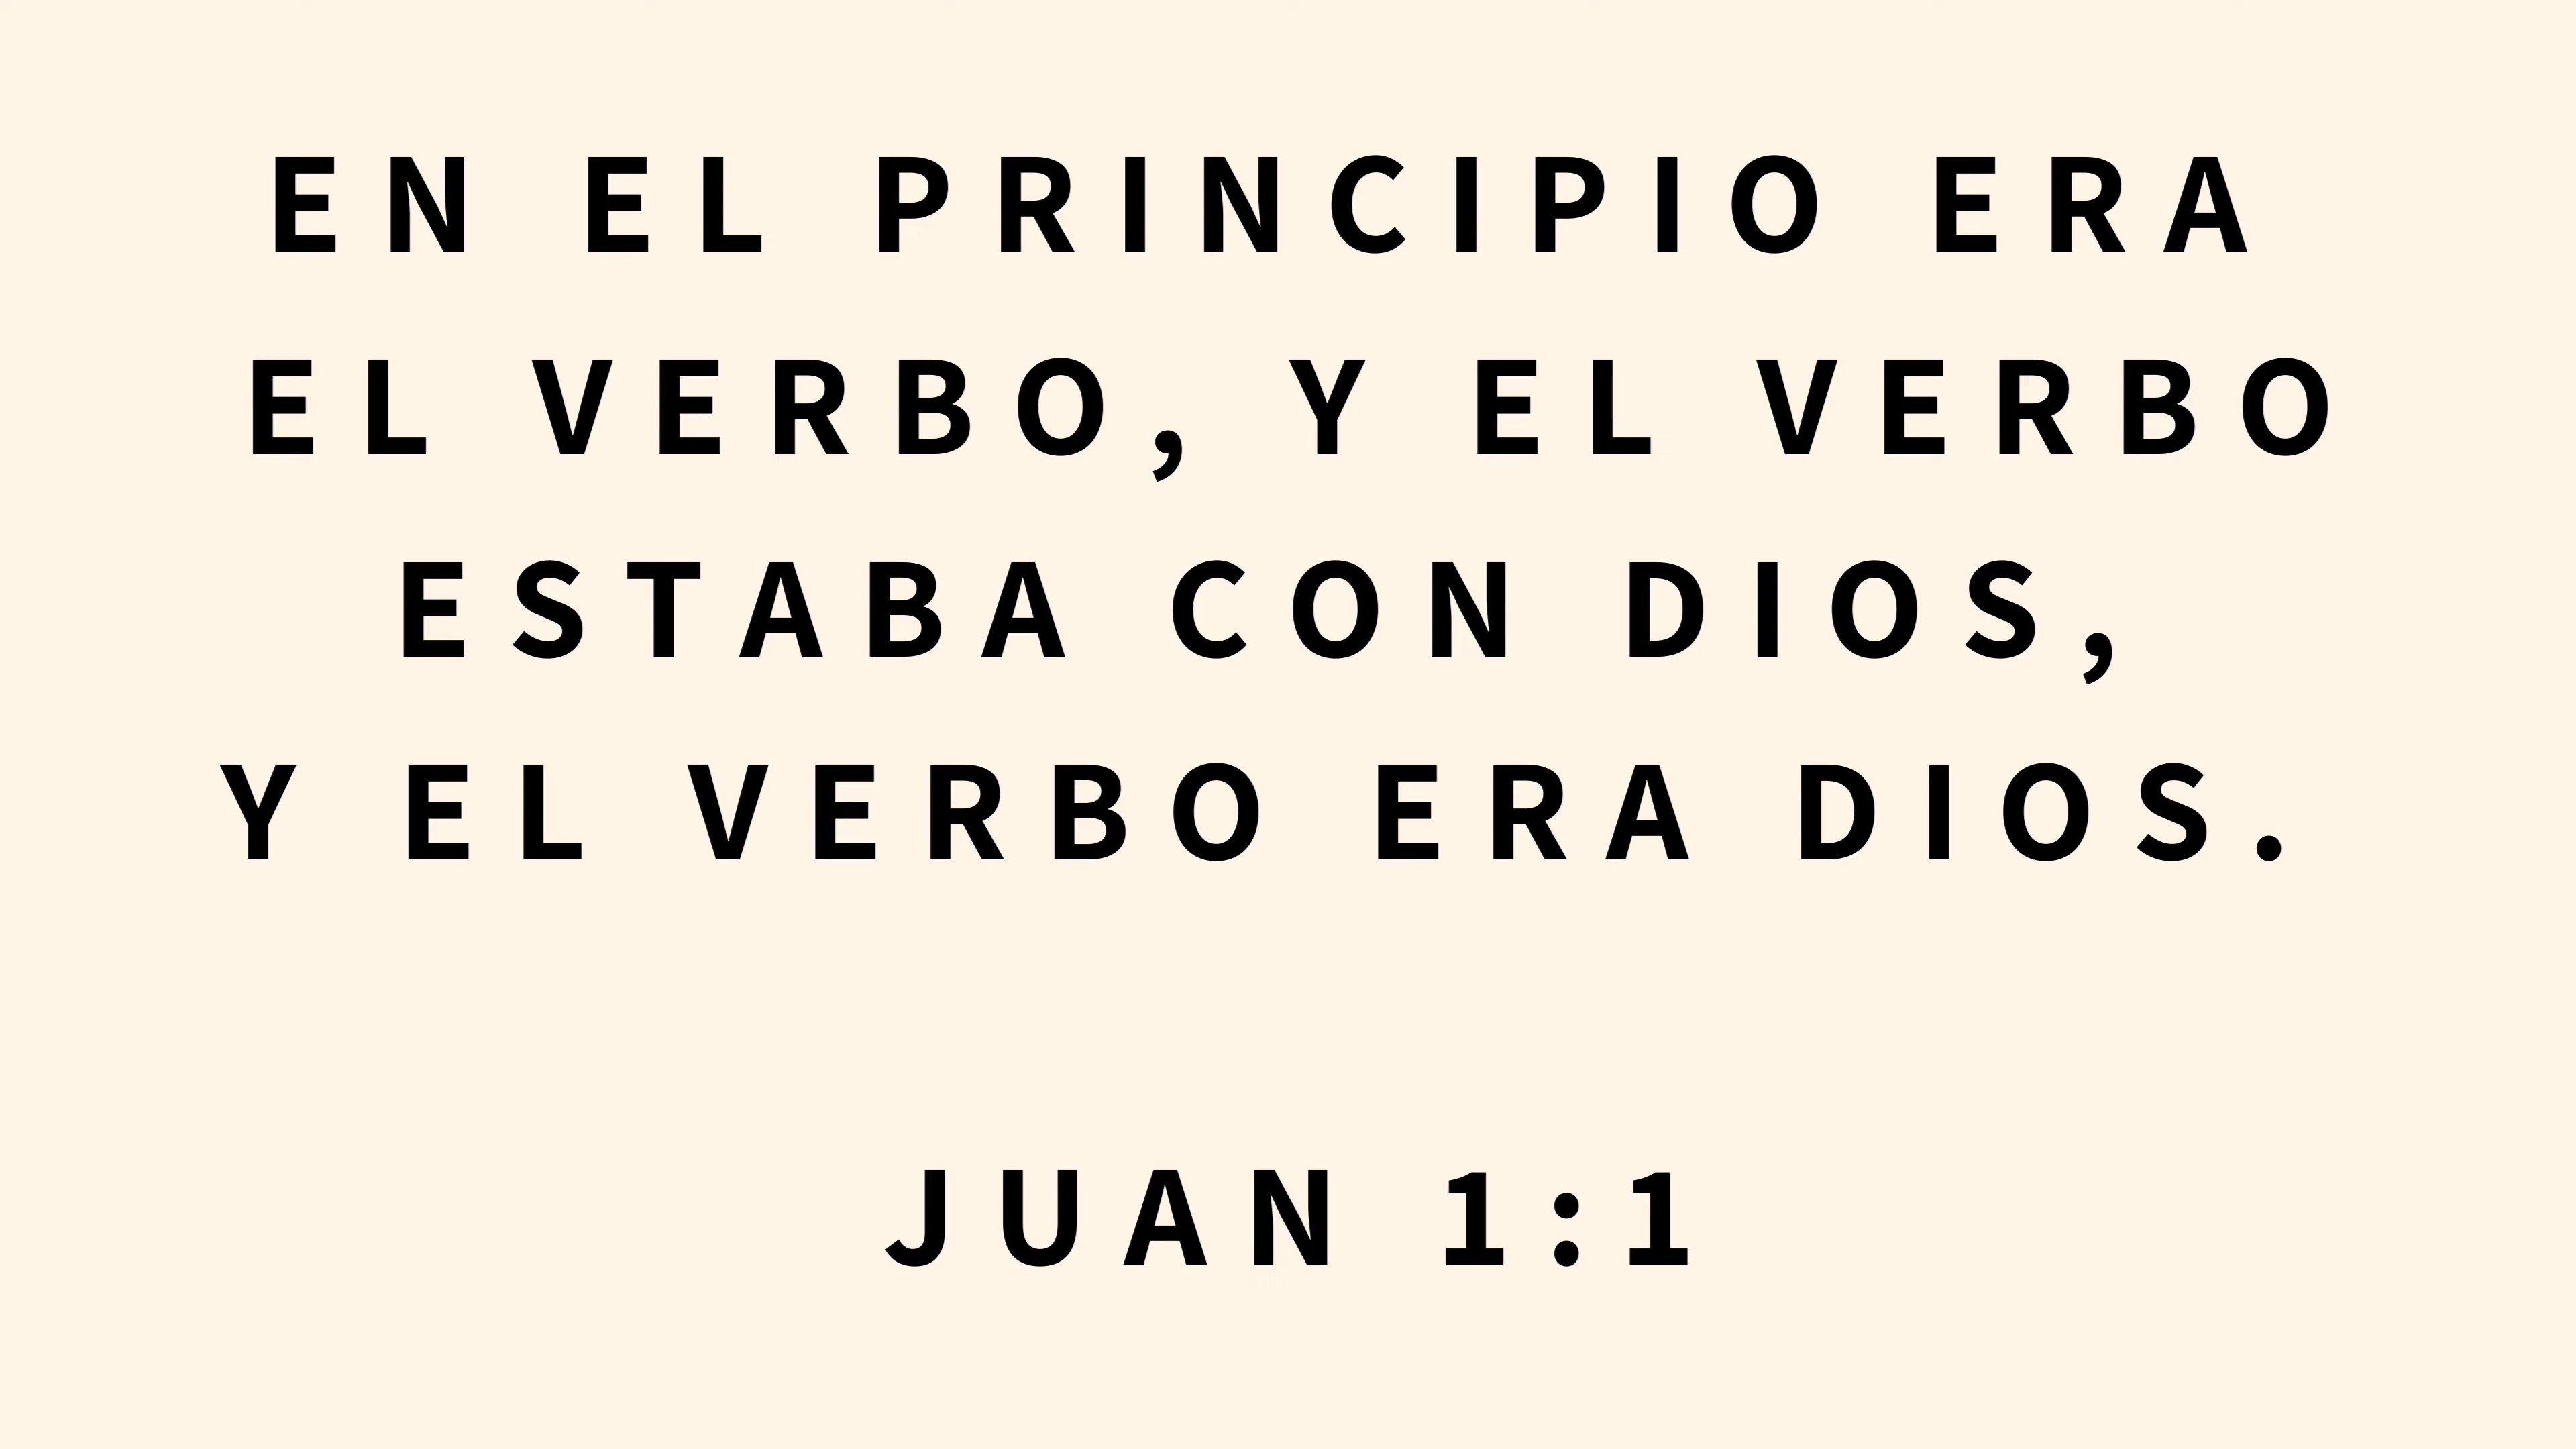 EN EL PRINCIPIO ERA
EL VERBO, Y EL VERBO
ESTABA CON DIOS,
Y EL VERBO ERA DIOS.
JUAN 1:1